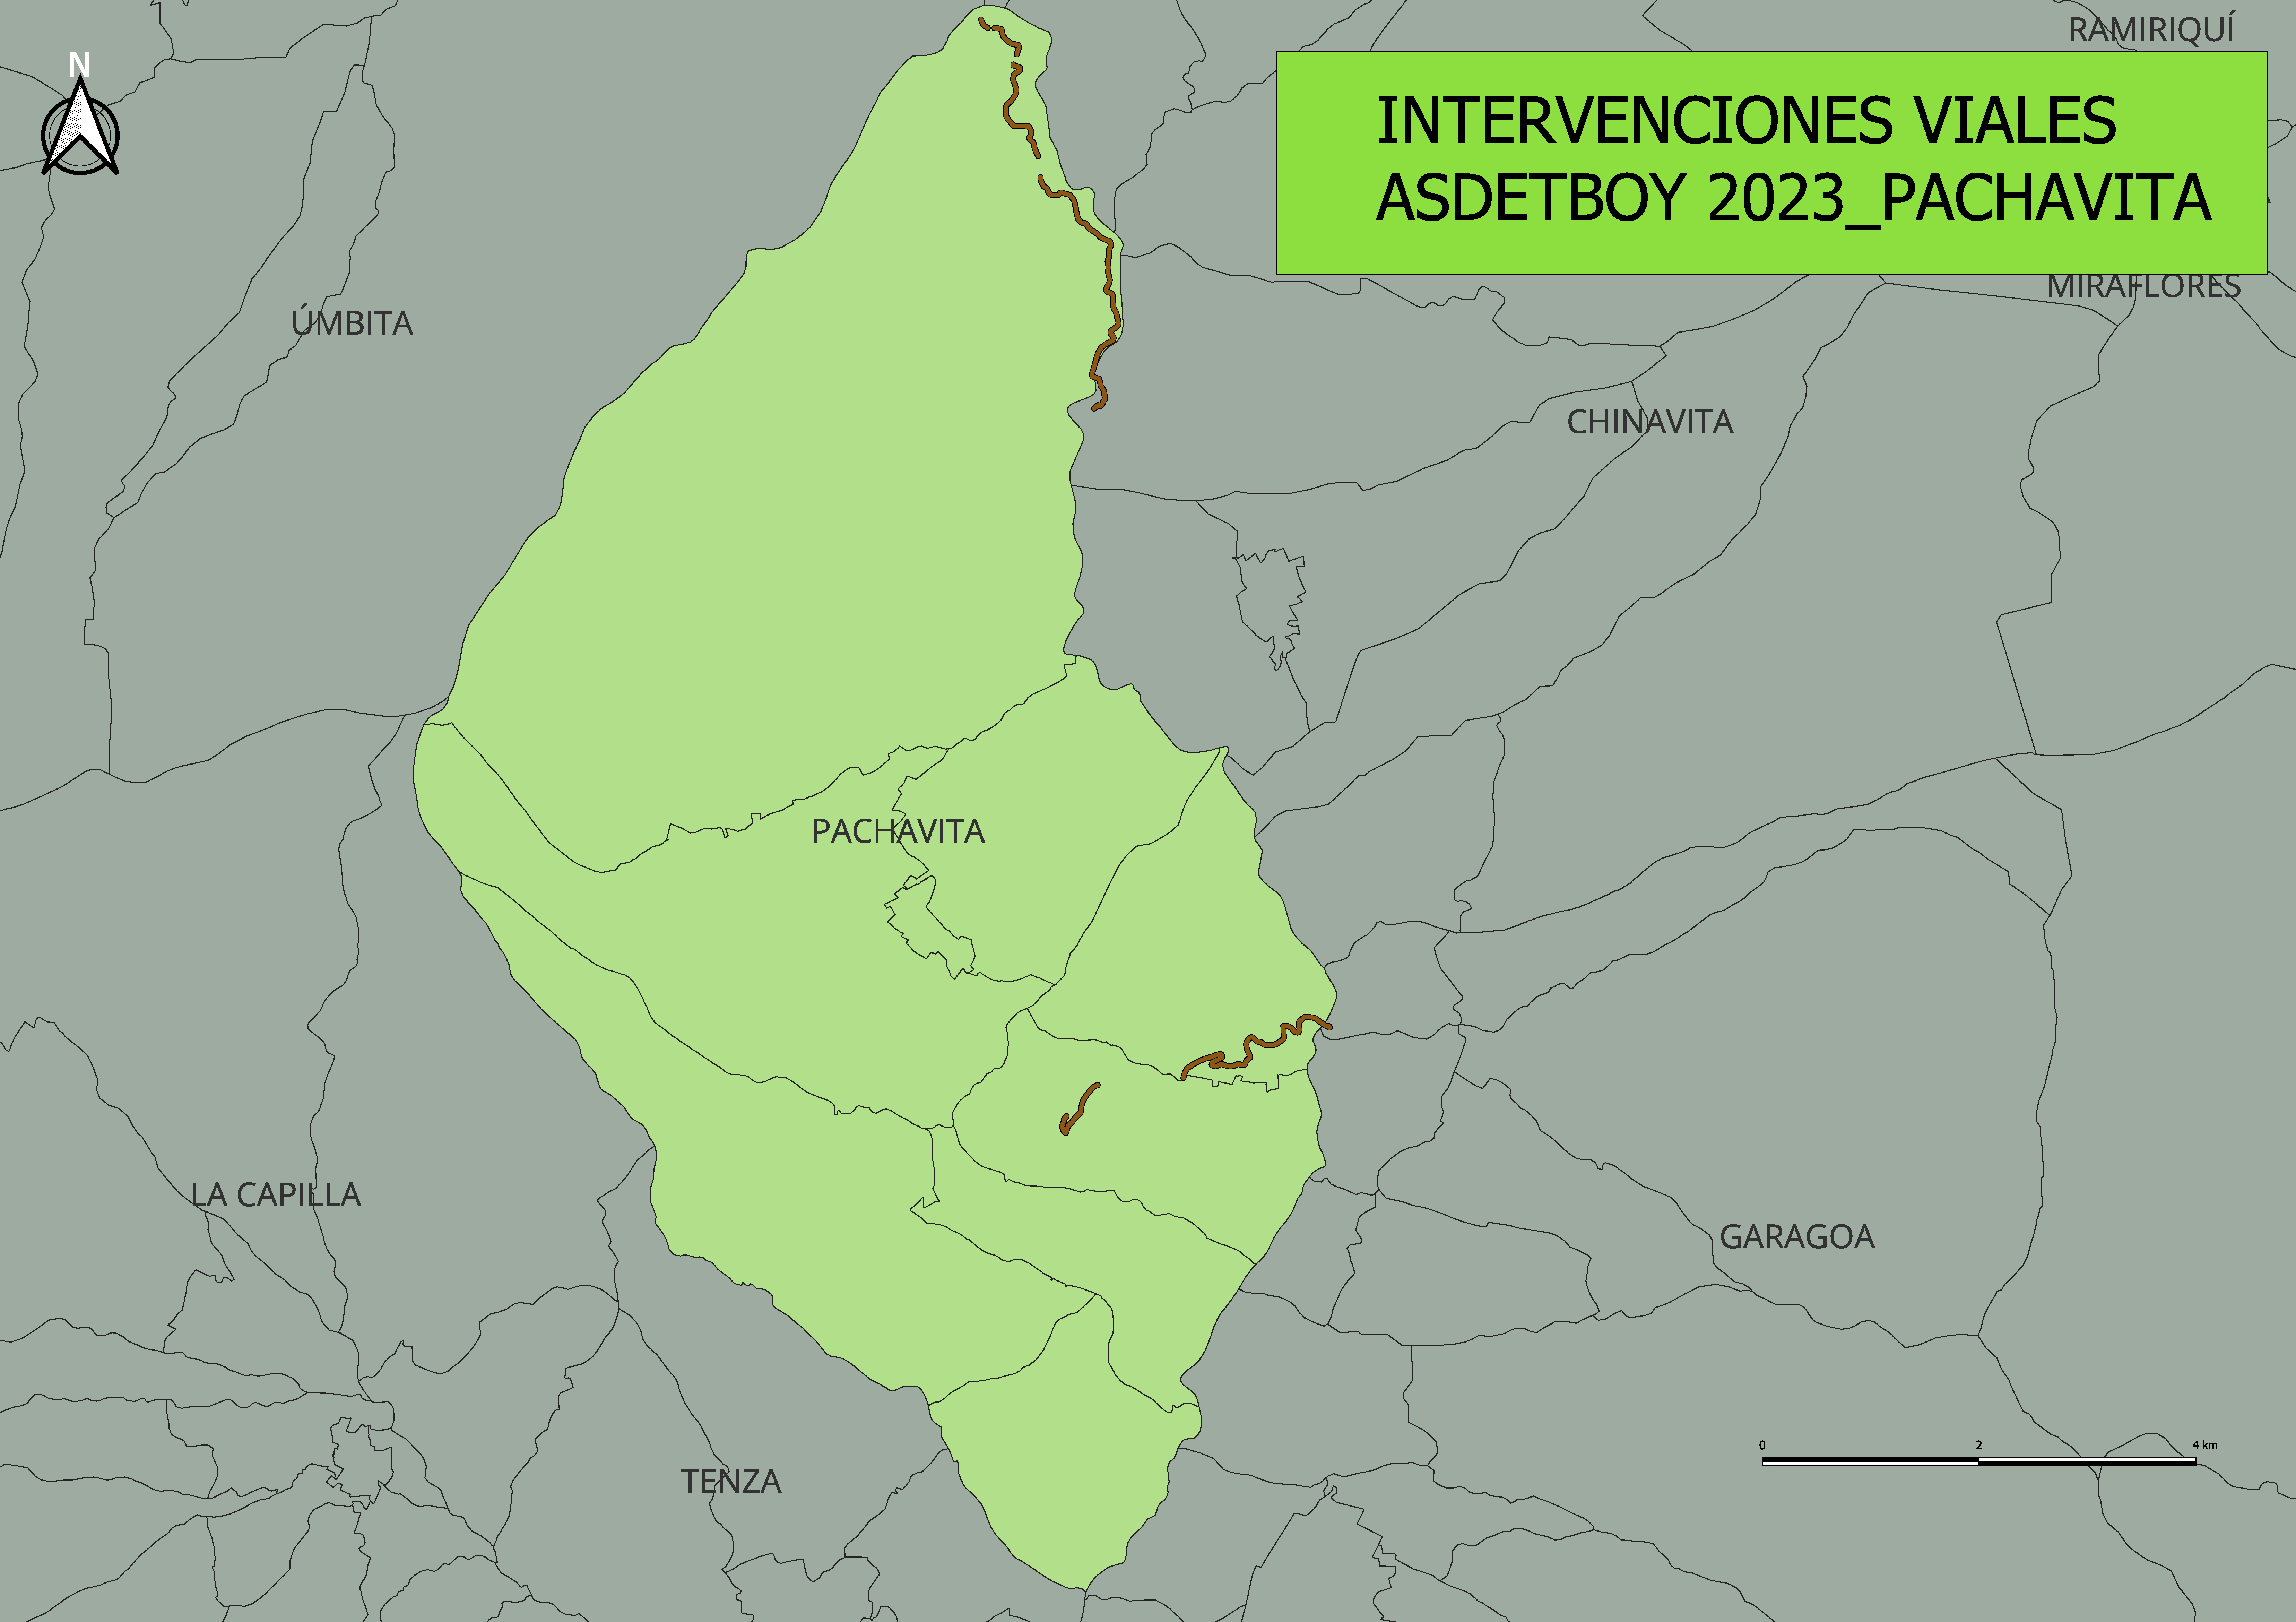 RAMIRIQUÍ
N
INTERVENCIONES VIALES
ASDETBOY 2023_PACHAVITA
MIRAFLORES
ÚMBITA
CHINAVITA
PACHAVITA
LA CAPILLA
GARAGOA
0 2 4 km
TENZA